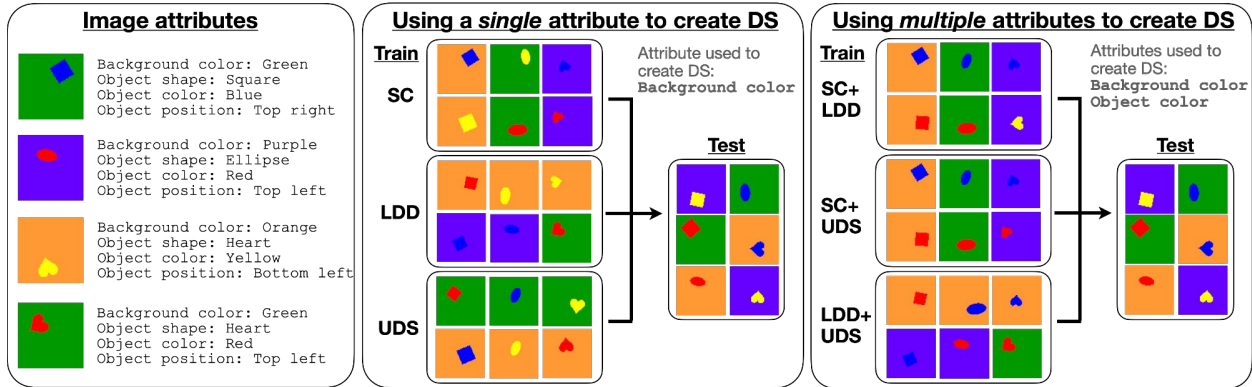 Image attributes
Background color: Green
Object shape: Square
Object color: Blue
Object position: Top right
Background color: Purple
Object shape: Ellipse
Object color: Red
Object position: Top left
Background color: Orange
Object shape: Heart
Object color: Yellow
Object position: Bottom left
Background color: Green
Object shape: Heart
Object color: Red
Object position: Top left
Using a single attribute to create DS
Train
SC
LDD
UDS
Attribute used to
create DS:
Background color
Test
Using multiple attributes to create DS
Train
SC+
LDD
SC+
UDS
LDD+
UDS
Attributes used to
create DS:
Background color
Object color
Test